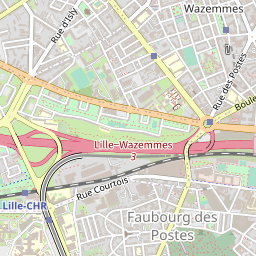 Wazemmes
Rue d'Isly
Rue des Postes
Boule
Lille-Wazemmes
3
Rue Courtois
Lille-CHR
Faubourg des
Postes